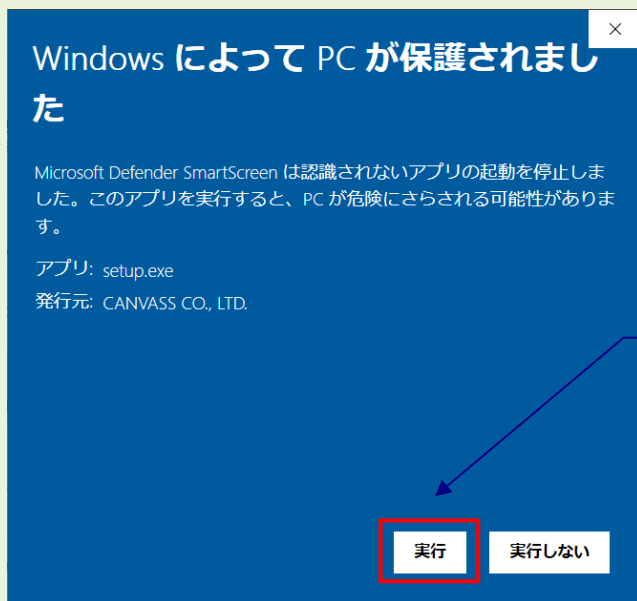 Windows によって PC が保護されまし
た
Microsoft Defender SmartScreen は認識されないアプリの起動を停止しま
した。このアプリを実行すると、PC が危険にさらされる可能性がありま
す。
アプリ: setup.exe
発行元: CANVASS CO., LTD.
実行 実行しない